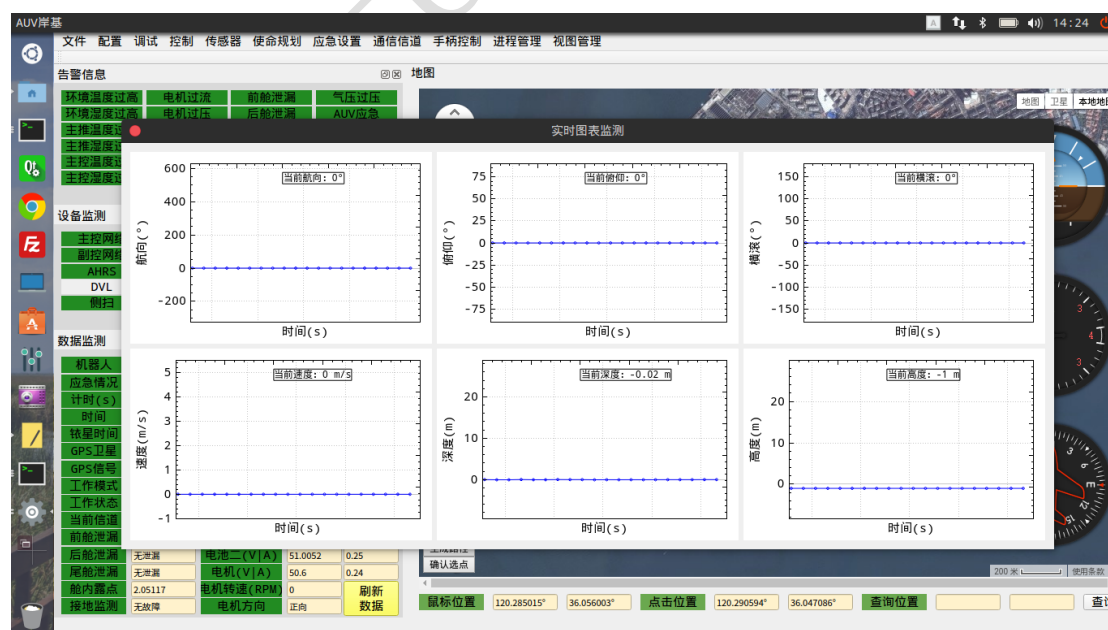 AUV岸基
14:24
文件 配置 调试 控制 传感器 使命规划 应急设置 通信信道 手柄控制 进程管理 视图管理
告警信息
地图
环境温度过高 电机过流 前舱泄漏 气压过压
环境湿度过高 电机过压 后舱泄漏 AUV应急
地图 卫星 本地地图
主推温度过
主推湿度过
主控温度过
主控湿度过
实时图表监测
600
400
200
0
-200
航向(°)
当前航向: 0°
时间(s)
75
50
25
0
-25
-50
-75
俯仰(°)
当前俯仰: 0°
时间(s)
150
100
50
0
-50
-100
-150
横滚(°)
当前横滚: 0°
时间(s)
设备监测
主控网络
副控网络
AHRS
DVL
侧扫
数据监测
机器人
应急情况
计时(s)
时间
铱星时间
GPS卫星
GPS信号
工作模式
工作状态
当前信道
前舱泄漏
5
4
3
2
1
0
-1
速度(m/s)
当前速度: 0 m/s
时间(s)
20
10
0
深度(m)
当前深度: -0.02 m
时间(s)
20
10
0
高度(m)
当前高度: -1 m
时间(s)
3
4
3
3
6
E
12
15
后舱泄漏 无泄漏 电池二(V|A) 51.0052 0.25
尾舱泄漏 无泄漏 电机(V|A) 50.6 0.24
舱内露点 2.05117 电机转速(RPM) 0
接地监测 无故障 电机方向 正向
刷新
数据
确认选点
200 米 使用条款
鼠标位置 120.285015° 36.056003° 点击位置 120.290594° 36.047086° 查询位置